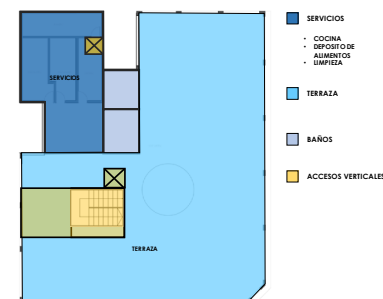 SERVICIOS
TERRAZA
SERVICIOS
• COCINA
• DEPOSITO DE
ALIMENTOS
• LIMPIEZA
TERRAZA
BAÑOS
ACCESOS VERTICALES